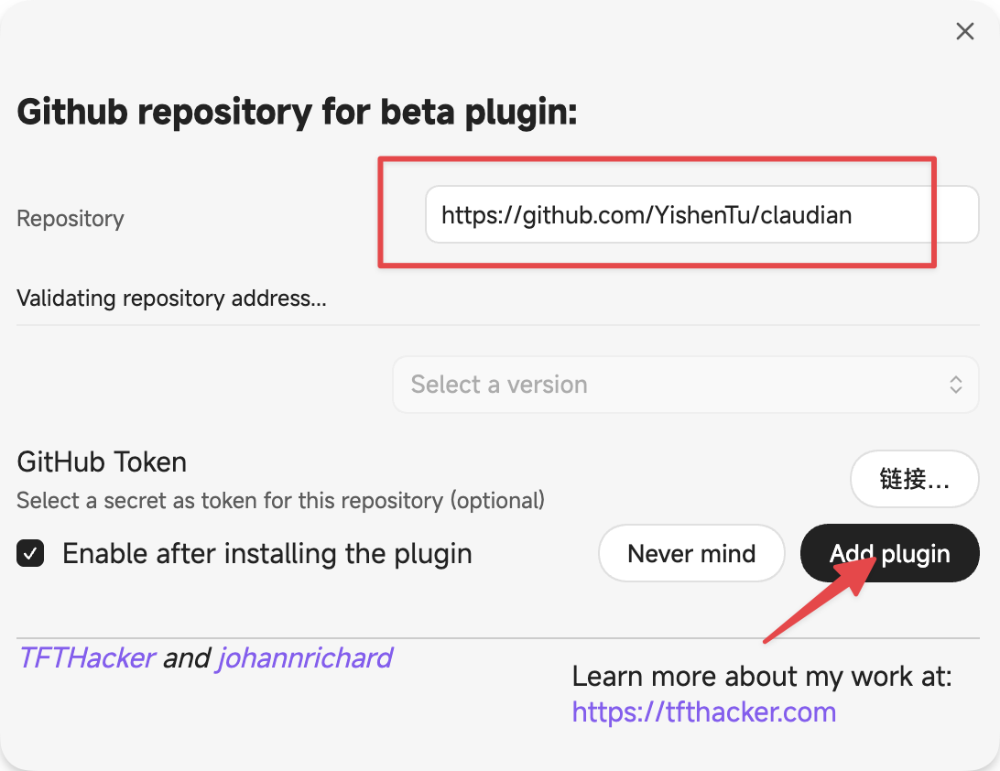 Github repository for beta plugin:
Repository
https://github.com/YishenTu/claudian
Validating repository address...
Select a version
GitHub Token
链接...
Select a secret as token for this repository (optional)
Enable after installing the plugin
Never mind
Add plugin
TFTHacker and johannrichard
Learn more about my work at:
https://tfthacker.com